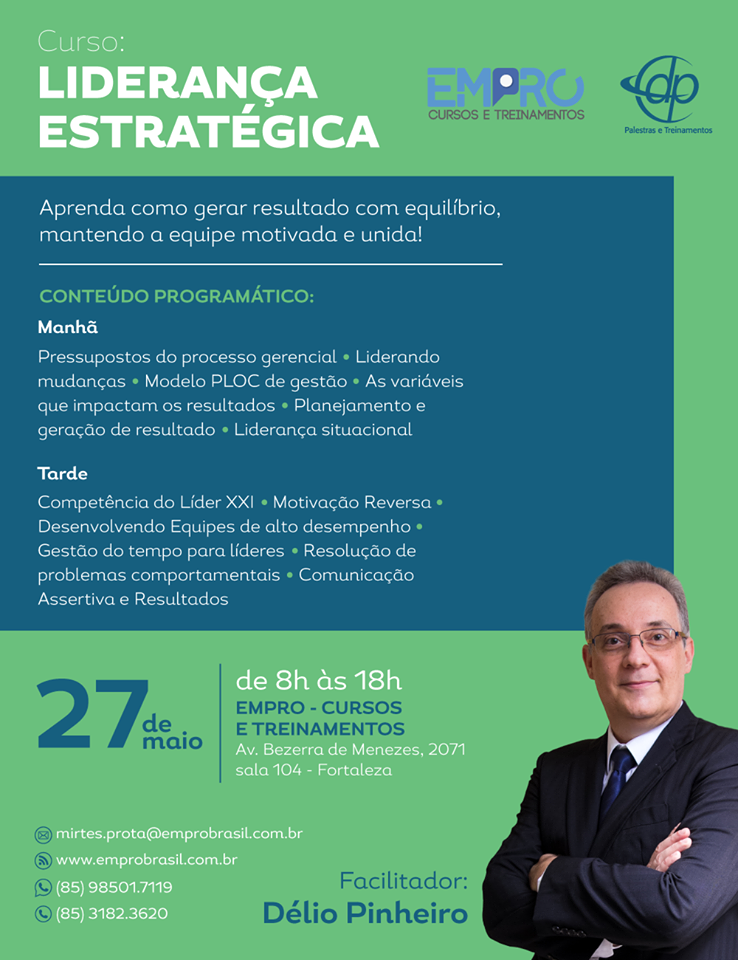 Curso:
LIDERANÇA
ESTRATÉGICA
EMPRO
CURSOS E TREINAMENTOS
dp
Palestras e Treinamentos
Aprenda como gerar resultado com equilíbrio,
mantendo a equipe motivada e unida!
CONTEÚDO PROGRAMÁTICO:
Manhã
Pressupostos do processo gerencial • Liderando
mudanças • Modelo PLOC de gestão • As variáveis
que impactam os resultados • Planejamento e
geração de resultado • Liderança situacional
Tarde
Competência do Líder XXI • Motivação Reversa •
Desenvolvendo Equipes de alto desempenho •
Gestão do tempo para líderes • Resolução de
problemas comportamentais • Comunicação
Assertiva e Resultados
27 de
maio
de 8h às 18h
EMPRO - CURSOS
E TREINAMENTOS
Av. Bezerra de Menezes, 2071
sala 104 - Fortaleza
mirtes.prota@emprobrasil.com.br
www.emprobrasil.com.br
(85) 98501.7119
(85) 3182.3620
Facilitador:
Délio Pinheiro